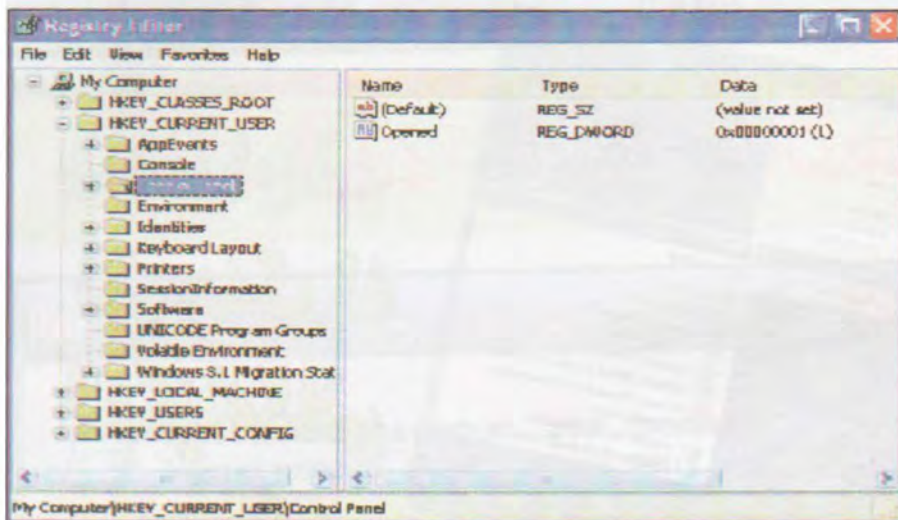 Registry Editor
File Edit View Favorites Help
My Computer
HKEY_CLASSES_ROOT
HKEY_CURRENT_USER
AppEvents
Console
Environment
Identities
Keyboard Layout
Printers
SessionInformation
Software
UNICODE Program Groups
Volatile Environment
Windows 3.1 Migration Stat
HKEY_LOCAL_MACHINE
HKEY_USERS
HKEY_CURRENT_CONFIG
Name Type Data
(Default) REG_SZ (value not set)
Opened REG_DWORD 0x00000001 (1)
My Computer\HKEY_CURRENT_USER\Control Panel